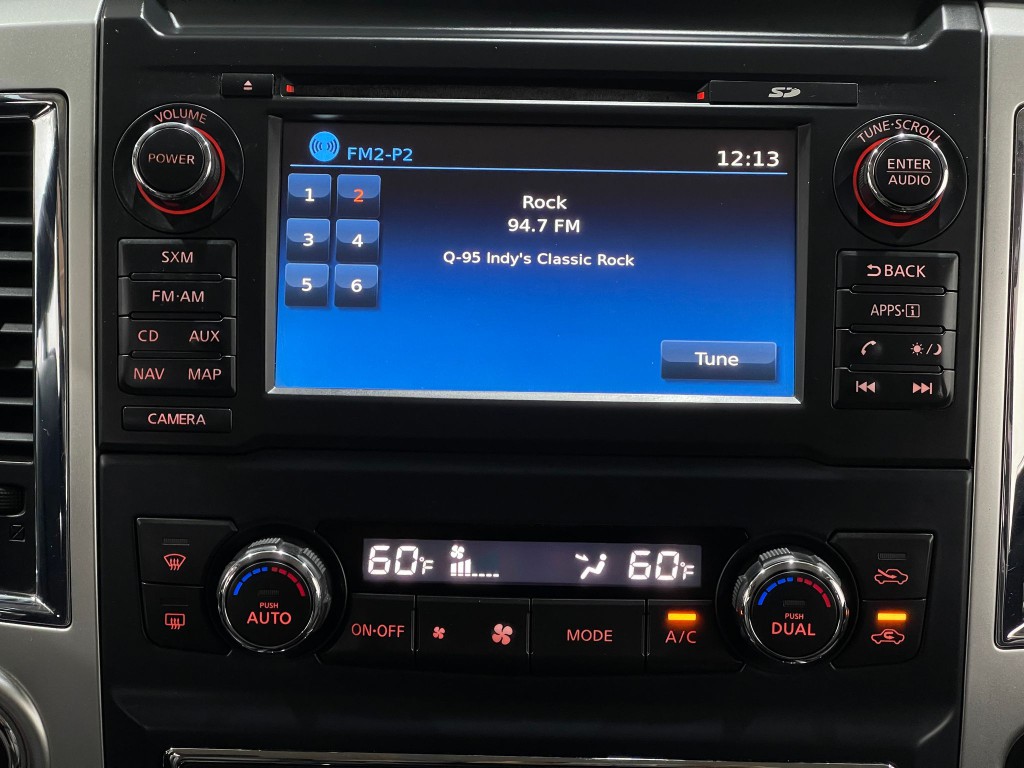 SD
VOLUME
POWER
TUNE·SCROLL
ENTER
AUDIO
FM2-P2
12:13
1 2
3 4
5 6
Rock
94.7 FM
Q-95 Indy's Classic Rock
Tune
SXM
FM·AM
CD AUX
NAV MAP
CAMERA
BACK
APPS·i
60°F
60°F
PUSH
AUTO
ON·OFF
MODE
A/C
PUSH
DUAL